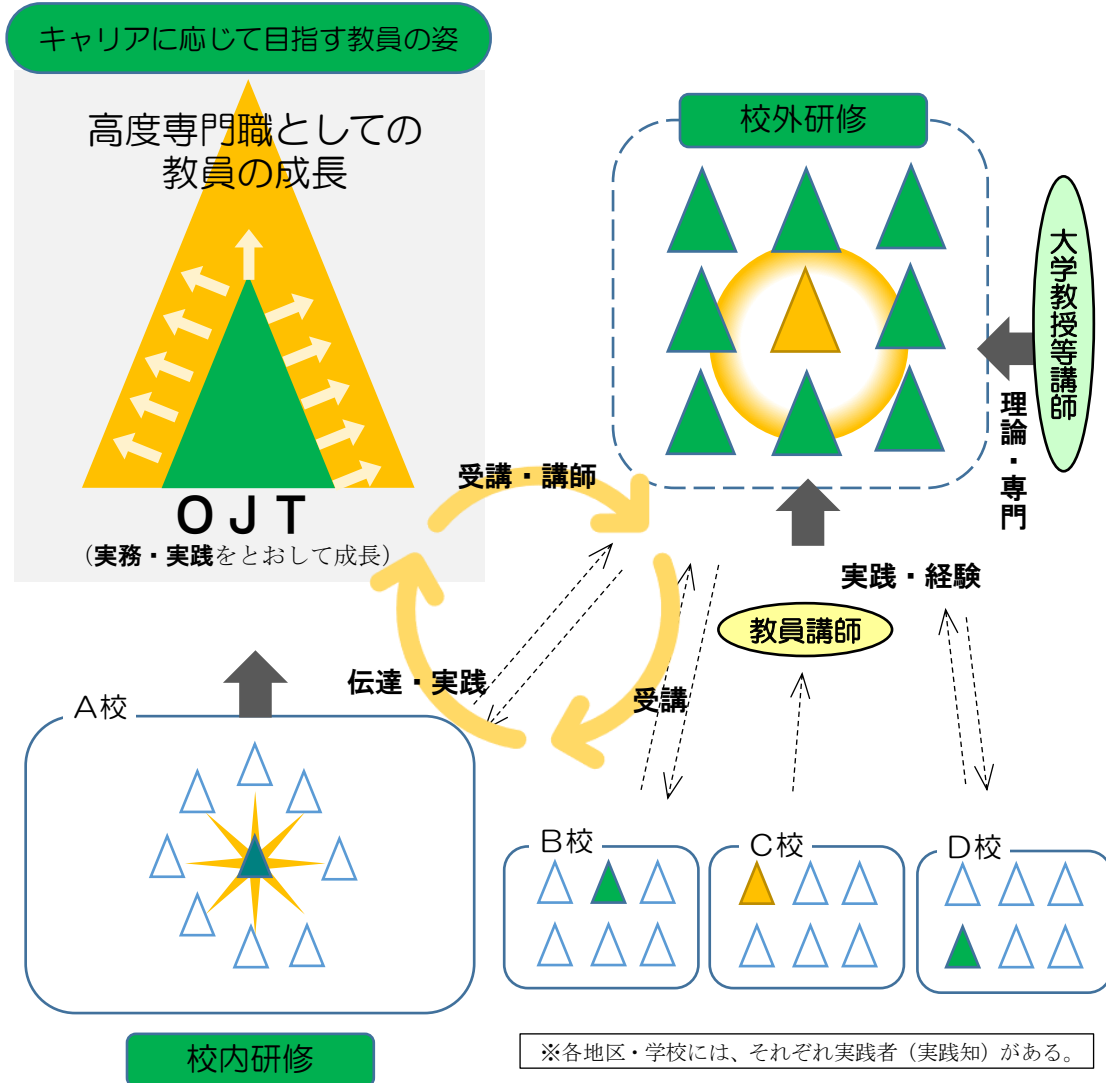 キャリアに応じて目指す教員の姿
高度専門職としての
教員の成長
ＯＪＴ
（実務・実践をとおして成長）
校外研修
大学教授等講師
理論・専門
受講・講師
実践・経験
教員講師
伝達・実践
受講
Ａ校
Ｂ校
Ｃ校
Ｄ校
校内研修
※各地区・学校には、それぞれ実践者（実践知）がある。